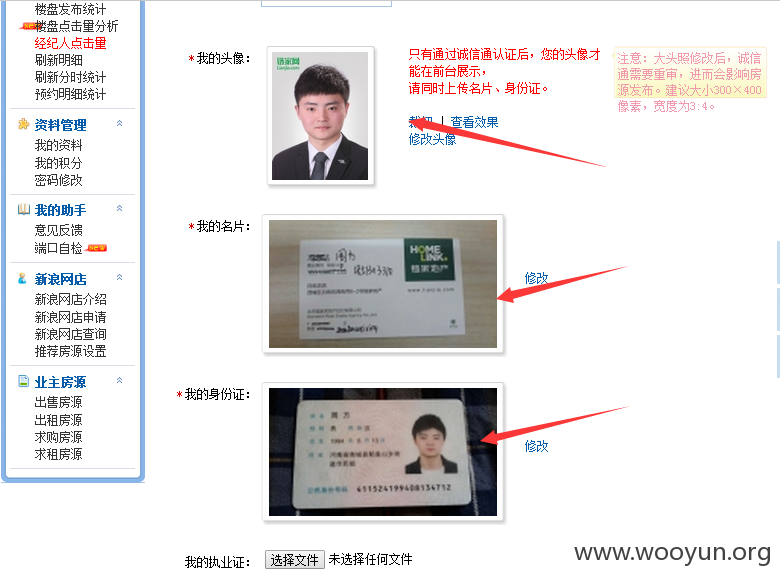 楼盘发布统计
楼盘点击量分析
经纪人点击量
刷新明细
刷新分时统计
预约明细统计
资料管理
我的资料
我的积分
密码修改
我的助手
意见反馈
端口自检 NEW
新浪网店
新浪网店介绍
新浪网店申请
新浪网店查询
推荐房源设置
业主房源
出售房源
出租房源
求购房源
求租房源
*我的头像：
链家网
只有通过诚信通认证后，您的头像才
能在前台展示，
请同时上传名片、身份证。
裁切 | 查看效果
修改头像
注意：大头照修改后，诚信
通需要重审，进而会影响房
源发布。建议大小300×400
像素，宽度为3:4。
*我的名片：
HOME
LINK
链家地产
修改
*我的身份证：
修改
我的执业证：
选择文件 未选择任何文件
www.wooyun.org